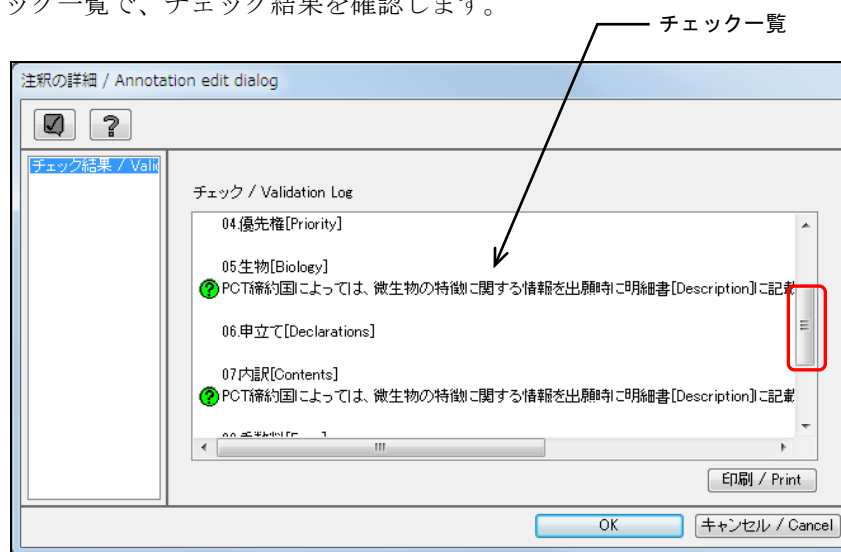 ック一覧で、チェック結果を確認します。
チェック一覧
注釈の詳細 / Annotation edit dialog
チェック結果 / Valid
チェック / Validation Log
04.優先権[Priority]
05.生物[Biology]
PCT締約国によっては、微生物の特徴に関する情報を出願時に明細書[Description]に記載
06.申立て[Declarations]
07.内訳[Contents]
PCT締約国によっては、微生物の特徴に関する情報を出願時に明細書[Description]に記載
印刷 / Print
OK
キャンセル / Cancel